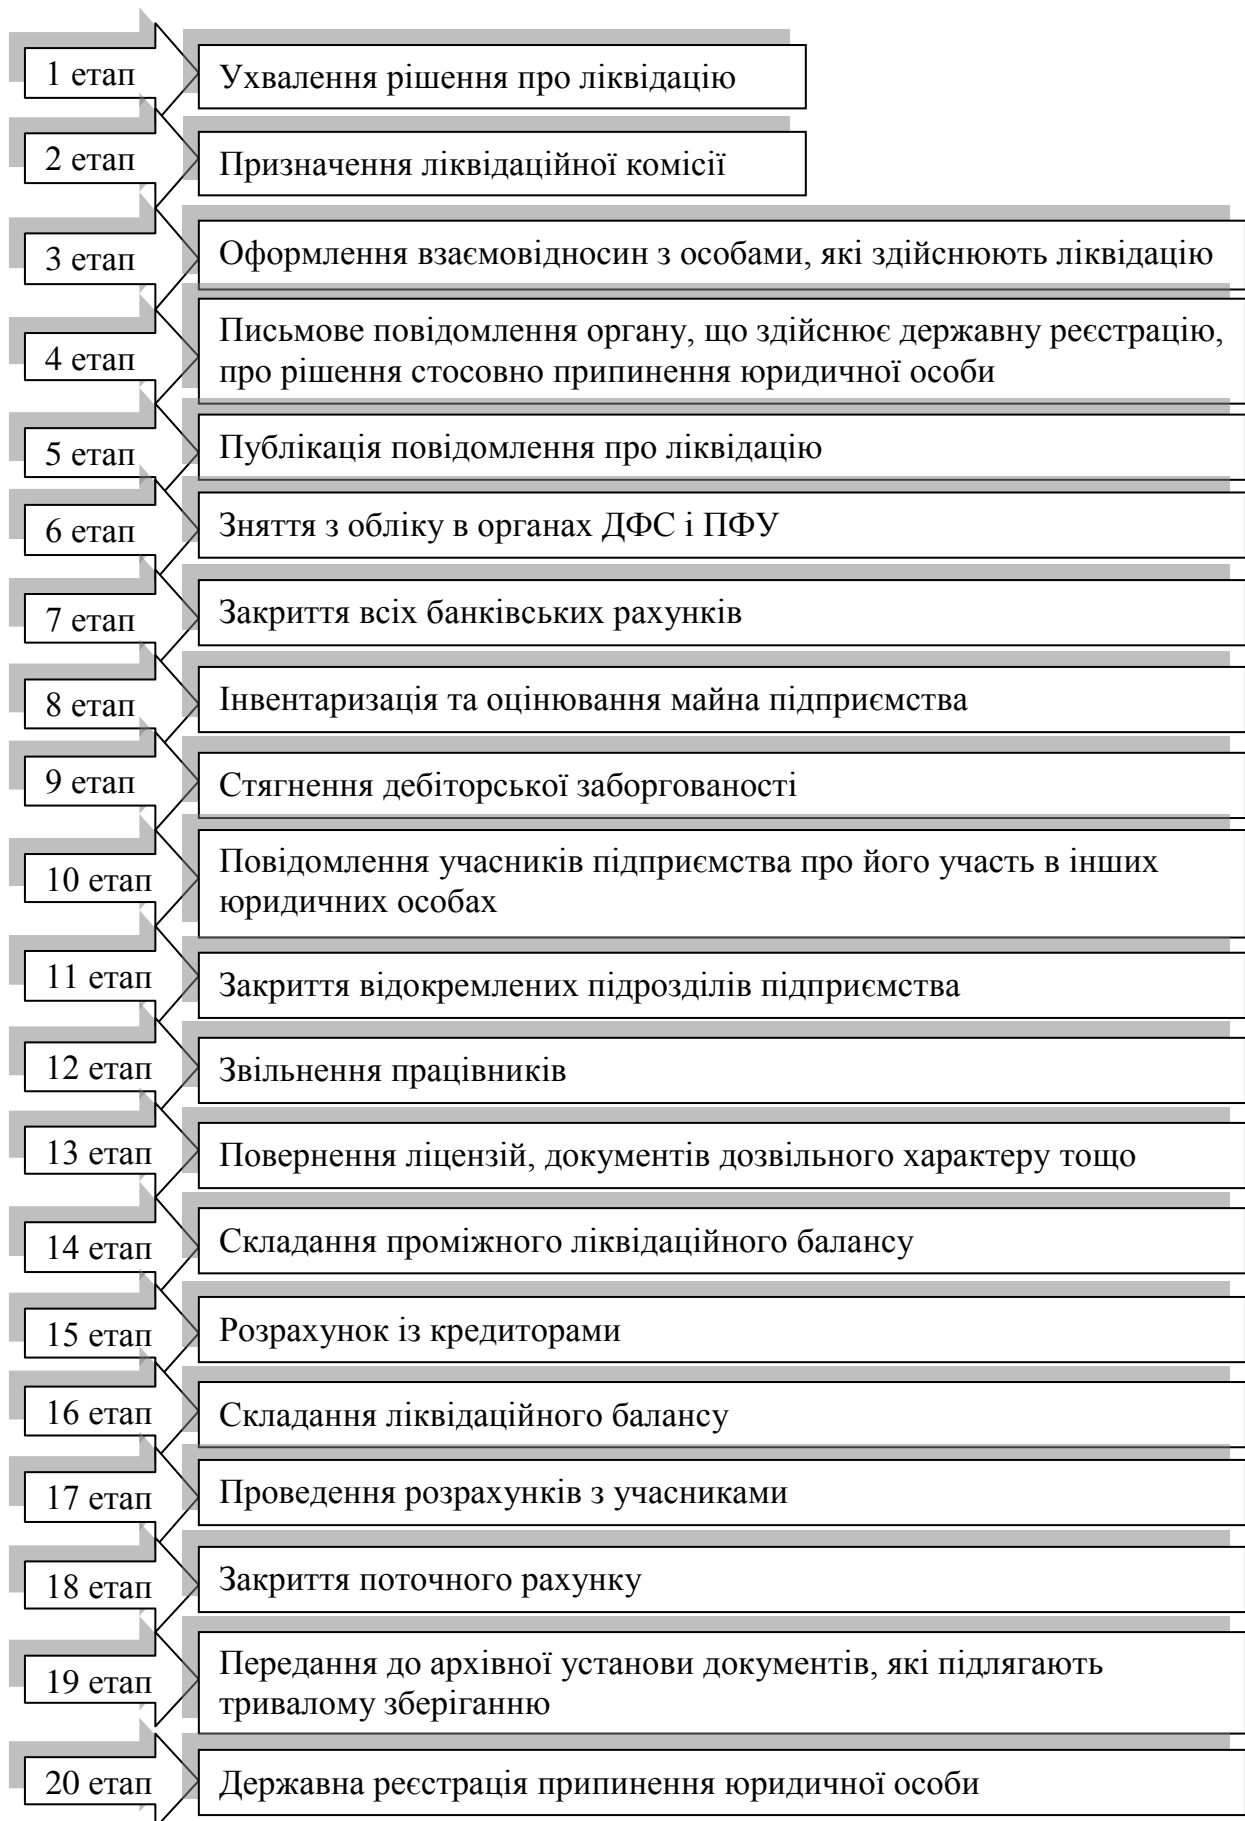 1 етап
Ухвалення рішення про ліквідацію
2 етап
Призначення ліквідаційної комісії
3 етап
Оформлення взаємовідносин з особами, які здійснюють ліквідацію
4 етап
Письмове повідомлення органу, що здійснює державну реєстрацію,
про рішення стосовно припинення юридичної особи
5 етап
Публікація повідомлення про ліквідацію
6 етап
Зняття з обліку в органах ДФС і ПФУ
7 етап
Закриття всіх банківських рахунків
8 етап
Інвентаризація та оцінювання майна підприємства
9 етап
Стягнення дебіторської заборгованості
10 етап
Повідомлення учасників підприємства про його участь в інших
юридичних особах
11 етап
Закриття відокремлених підрозділів підприємства
12 етап
Звільнення працівників
13 етап
Повернення ліцензій, документів дозвільного характеру тощо
14 етап
Складання проміжного ліквідаційного балансу
15 етап
Розрахунок із кредиторами
16 етап
Складання ліквідаційного балансу
17 етап
Проведення розрахунків з учасниками
18 етап
Закриття поточного рахунку
19 етап
Передання до архівної установи документів, які підлягають
тривалому зберіганню
20 етап
Державна реєстрація припинення юридичної особи